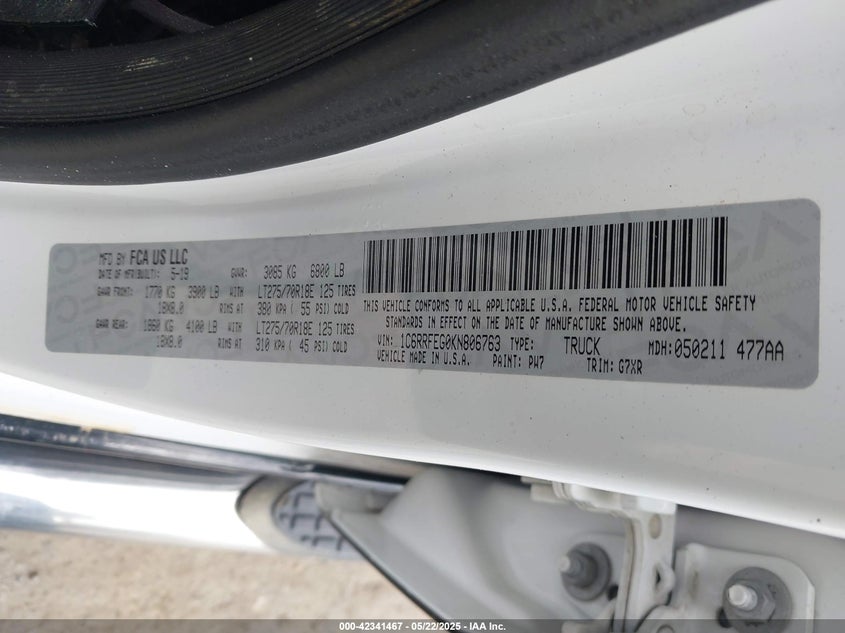 MFD BY FCA US LLC
DATE OF MFR(BUILT): 5-19 GVWR: 3085 KG 6800 LB
GAWR FRONT: 1770 KG 3900 LB WITH LT275/70R18E 125 TIRES
18X8.0 RIMS AT 380 KPA ( 55 PSI) COLD
GAWR REAR: 1860 KG 4100 LB WITH LT275/70R18E 125 TIRES
18X8.0 RIMS AT 310 KPA ( 45 PSI) COLD
THIS VEHICLE CONFORMS TO ALL APPLICABLE U.S.A. FEDERAL MOTOR VEHICLE SAFETY
STANDARDS IN EFFECT ON THE DATE OF MANUFACTURE SHOWN ABOVE.
VIN: 1C6RRFEG0KN806763 TYPE: TRUCK MDH:050211 477AA
VEHICLE MADE IN U.S.A. PAINT: PW7 TRIM: G7XR
000-42341467 - 05/22/2025 - IAA Inc.